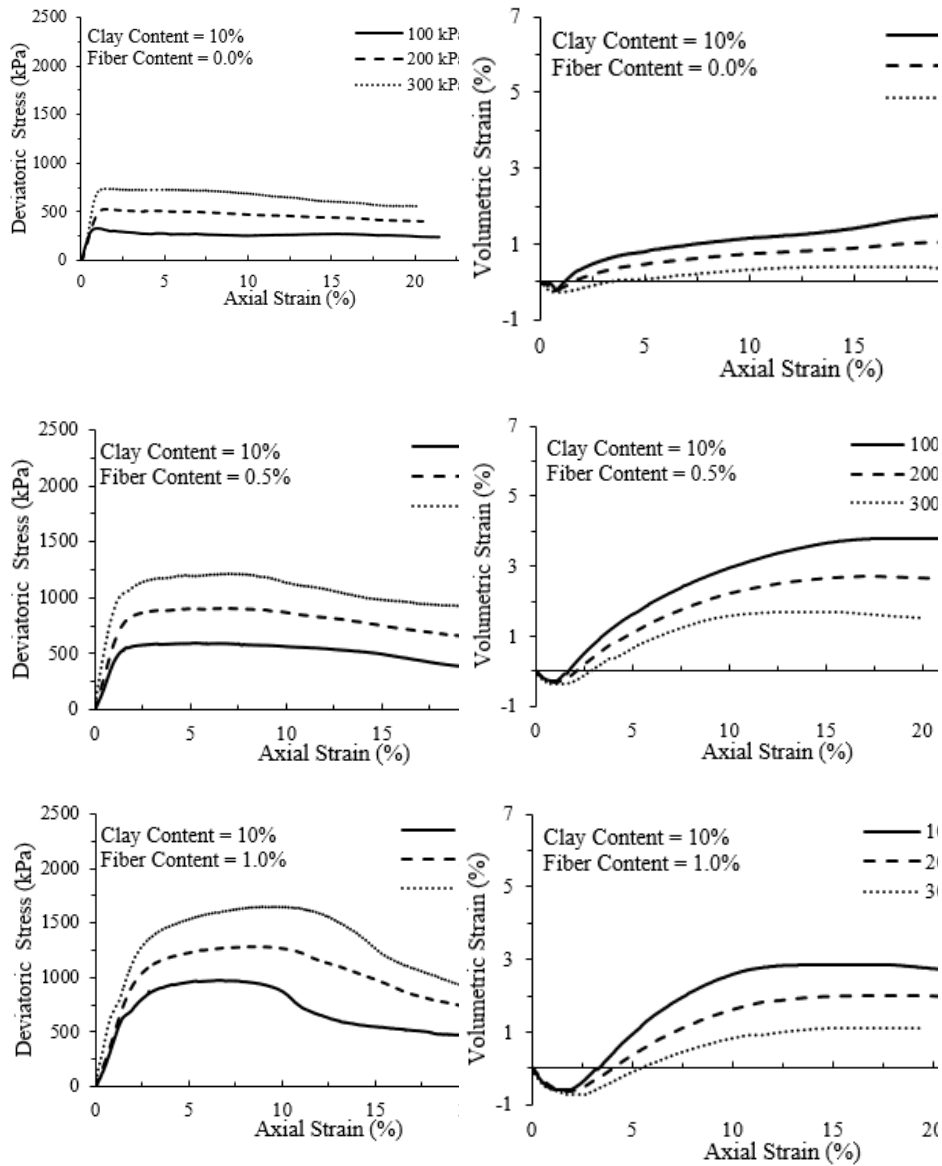 2500
2000
1500
1000
500
0
Deviatoric Stress (kPa)
Clay Content = 10%
Fiber Content = 0.0%
100 kPa
200 kPa
300 kPa
0
5
10
15
20
Axial Strain (%)
7
5
3
1
-1
Volumetric Strain (%)
Clay Content = 10%
Fiber Content = 0.0%
0
5
10
15
Axial Strain (%)
2500
2000
1500
1000
500
0
Deviatoric Stress (kPa)
Clay Content = 10%
Fiber Content = 0.5%
0
5
10
15
Axial Strain (%)
7
5
3
1
-1
Volumetric Strain (%)
Clay Content = 10%
Fiber Content = 0.5%
100
200
300
0
5
10
15
20
Axial Strain (%)
2500
2000
1500
1000
500
0
Deviatoric Stress (kPa)
Clay Content = 10%
Fiber Content = 1.0%
0
5
10
15
Axial Strain (%)
7
5
3
1
-1
Volumetric Strain (%)
Clay Content = 10%
Fiber Content = 1.0%
10
20
30
0
5
10
15
20
Axial Strain (%)